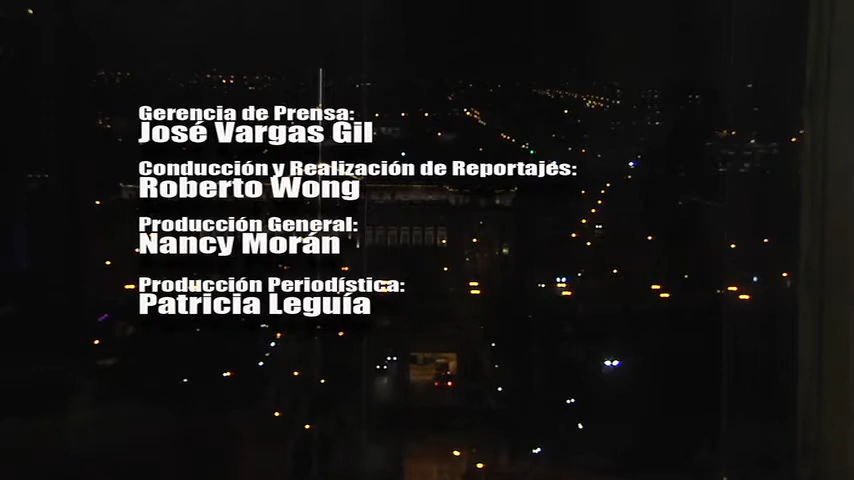 Gerencia de Prensa:
José Vargas Gil
Conducción y Realización de Reportajes:
Roberto Wong
Producción General:
Nancy Morán
Producción Periodística:
Patricia Leguía